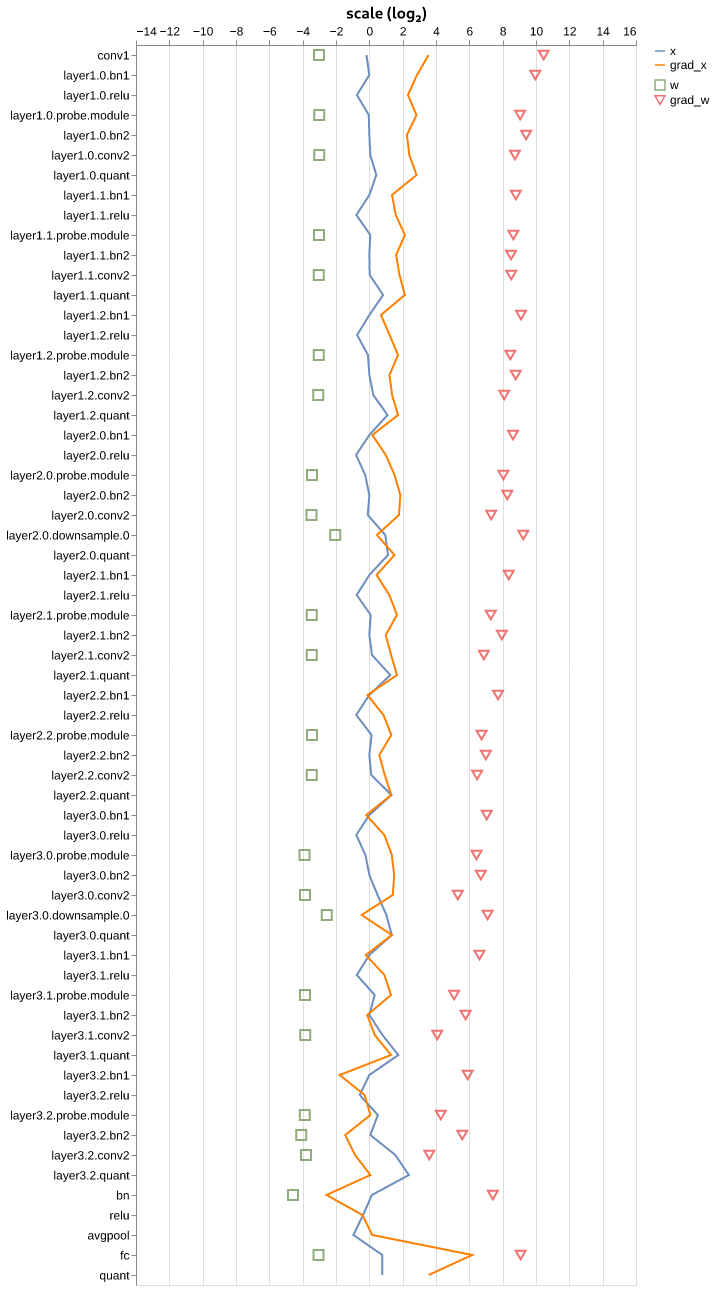 scale (log₂)
−14 −12 −10 −8 −6 −4 −2 0 2 4 6 8 10 12 14 16
x
grad_x
w
grad_w
conv1
layer1.0.bn1
layer1.0.relu
layer1.0.probe.module
layer1.0.bn2
layer1.0.conv2
layer1.0.quant
layer1.1.bn1
layer1.1.relu
layer1.1.probe.module
layer1.1.bn2
layer1.1.conv2
layer1.1.quant
layer1.2.bn1
layer1.2.relu
layer1.2.probe.module
layer1.2.bn2
layer1.2.conv2
layer1.2.quant
layer2.0.bn1
layer2.0.relu
layer2.0.probe.module
layer2.0.bn2
layer2.0.conv2
layer2.0.downsample.0
layer2.0.quant
layer2.1.bn1
layer2.1.relu
layer2.1.probe.module
layer2.1.bn2
layer2.1.conv2
layer2.1.quant
layer2.2.bn1
layer2.2.relu
layer2.2.probe.module
layer2.2.bn2
layer2.2.conv2
layer2.2.quant
layer3.0.bn1
layer3.0.relu
layer3.0.probe.module
layer3.0.bn2
layer3.0.conv2
layer3.0.downsample.0
layer3.0.quant
layer3.1.bn1
layer3.1.relu
layer3.1.probe.module
layer3.1.bn2
layer3.1.conv2
layer3.1.quant
layer3.2.bn1
layer3.2.relu
layer3.2.probe.module
layer3.2.bn2
layer3.2.conv2
layer3.2.quant
bn
relu
avgpool
fc
quant